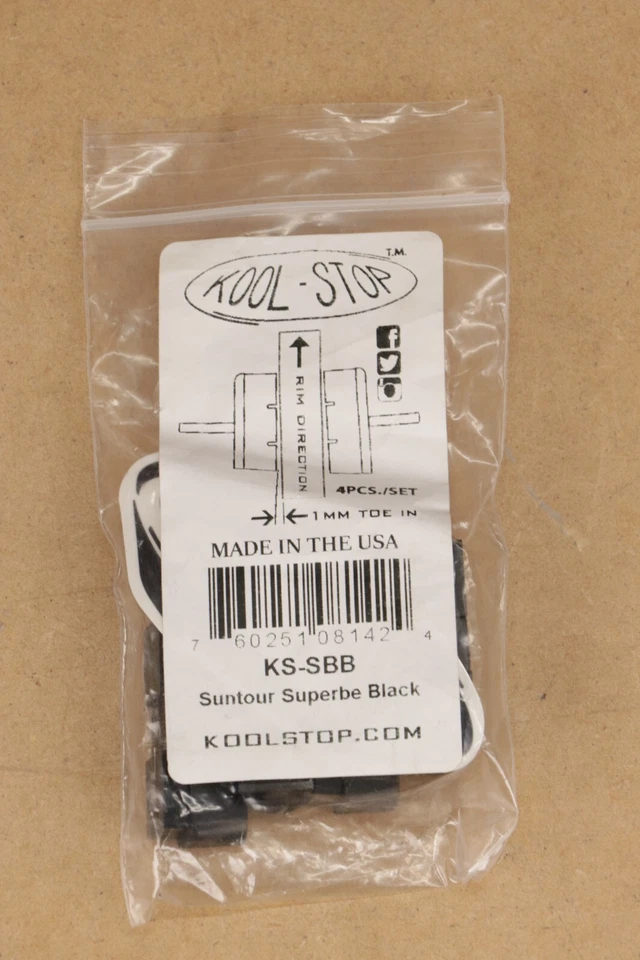 KOOL-STOP T.M.
RIM DIRECTION
4PCS./SET
1MM TOE IN
MADE IN THE USA
7 60251 08142 4
KS-SBB
Suntour Superbe Black
KOOLSTOP.COM